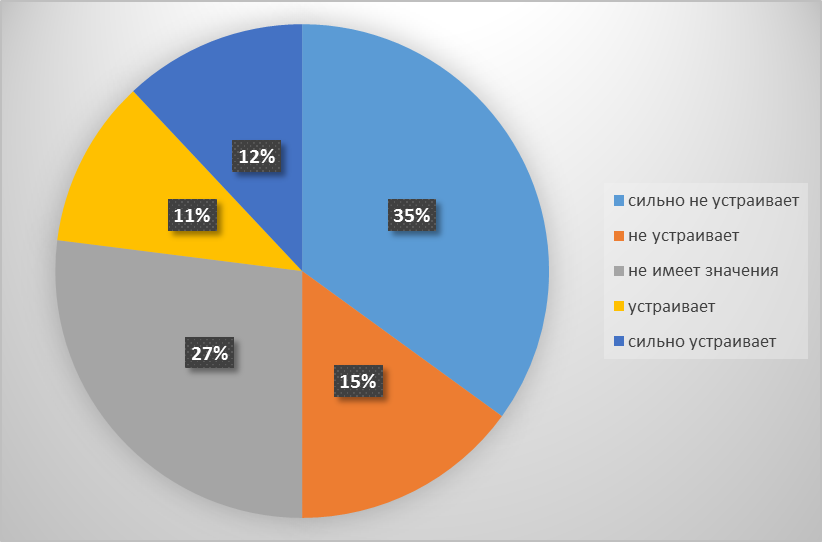 12%
35%
11%
27%
15%
сильно не устраивает
не устраивает
не имеет значения
устраивает
сильно устраивает